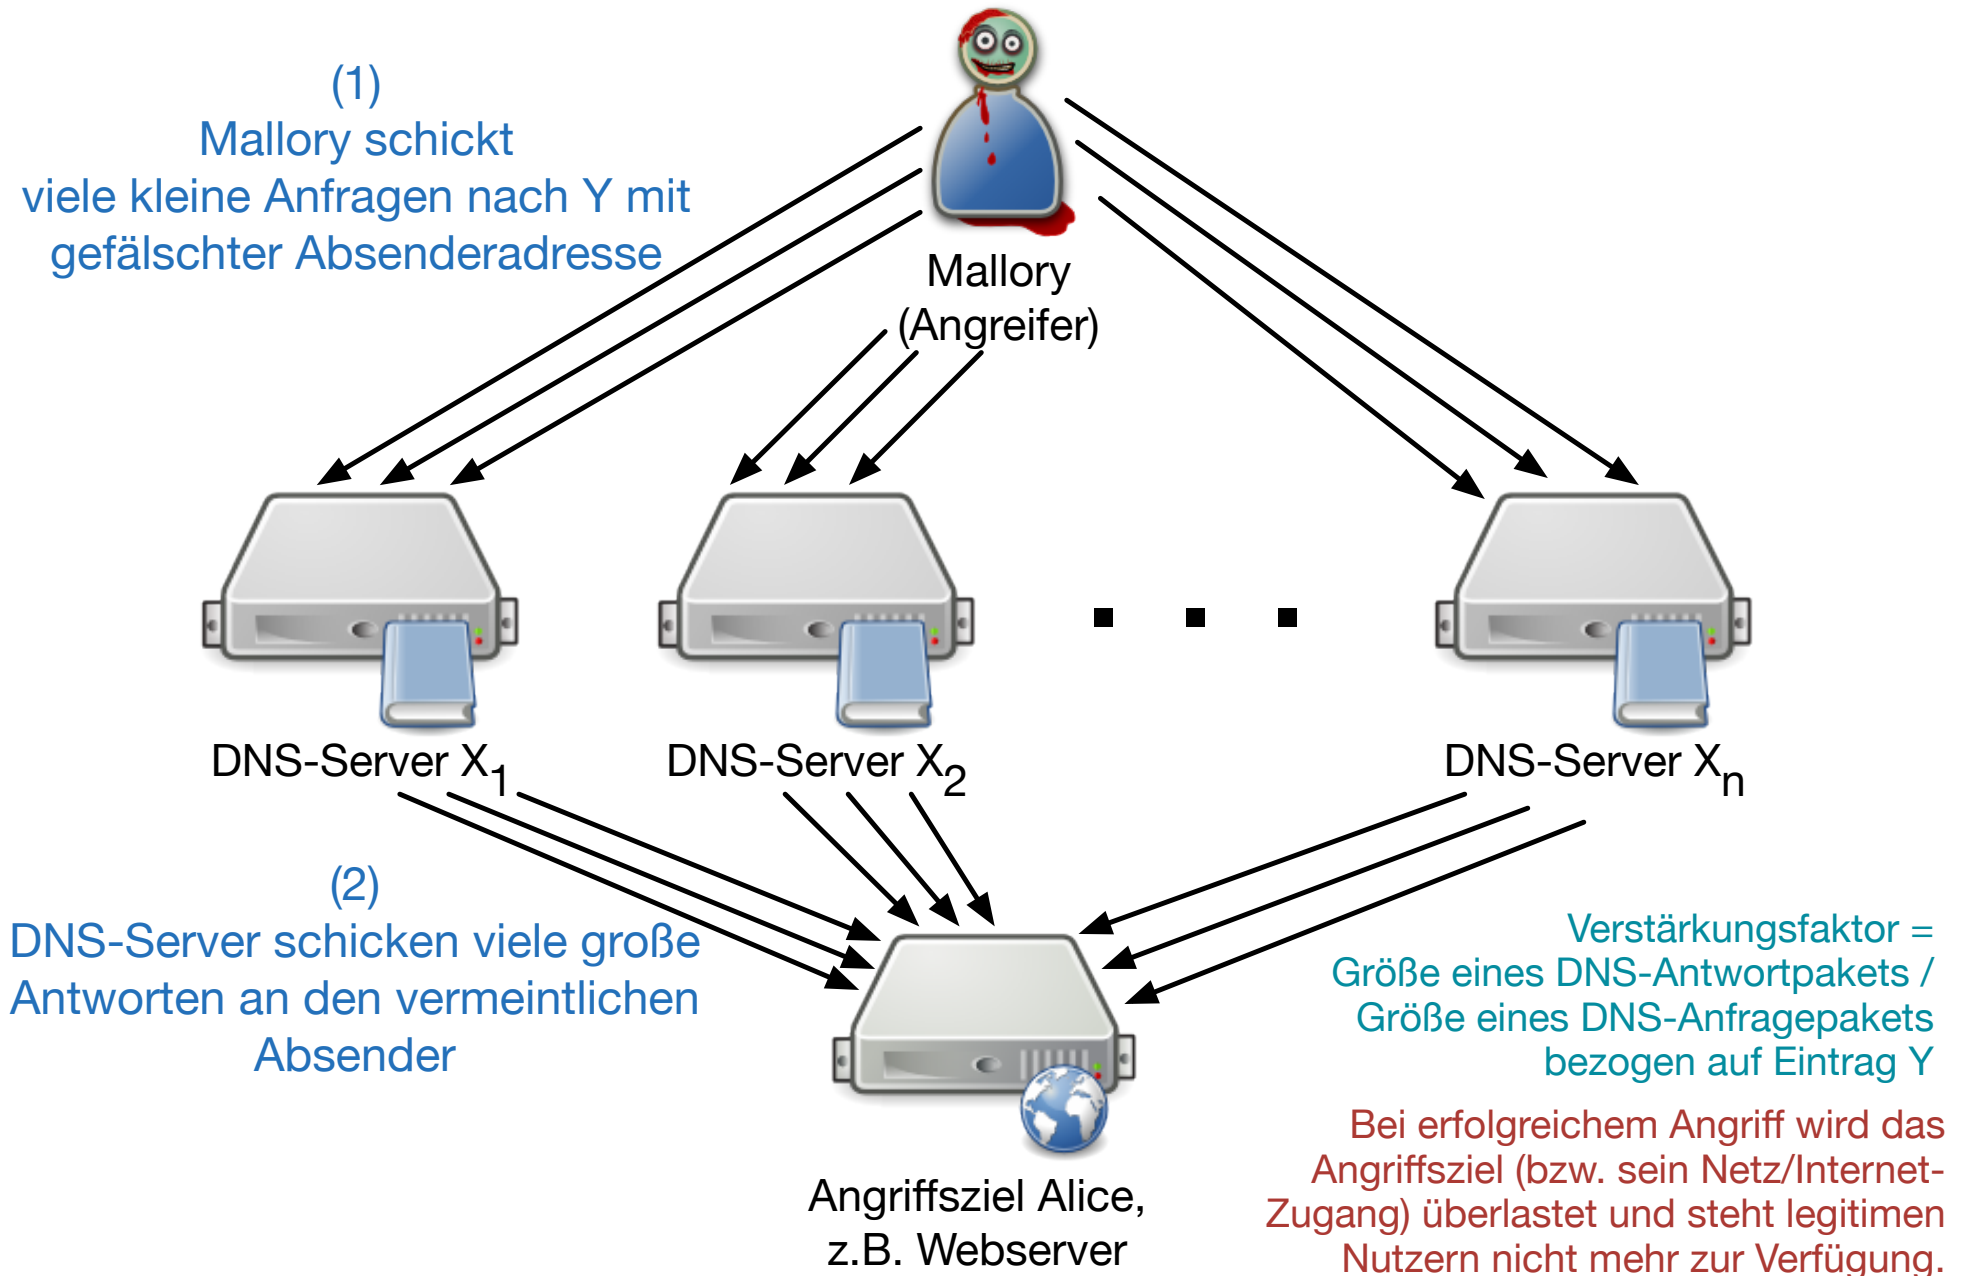 (1)
Mallory schickt
viele kleine Anfragen nach Y mit
gefälschter Absenderadresse
Mallory
(Angreifer)
DNS-Server X1
DNS-Server X2
DNS-Server Xn
(2)
DNS-Server schicken viele große
Antworten an den vermeintlichen
Absender
Verstärkungsfaktor =
Größe eines DNS-Antwortpakets /
Größe eines DNS-Anfragepakets
bezogen auf Eintrag Y
Bei erfolgreichem Angriff wird das
Angriffsziel (bzw. sein Netz/Internet-
Zugang) überlastet und steht legitimen
Nutzern nicht mehr zur Verfügung.
Angriffsziel Alice,
z.B. Webserver